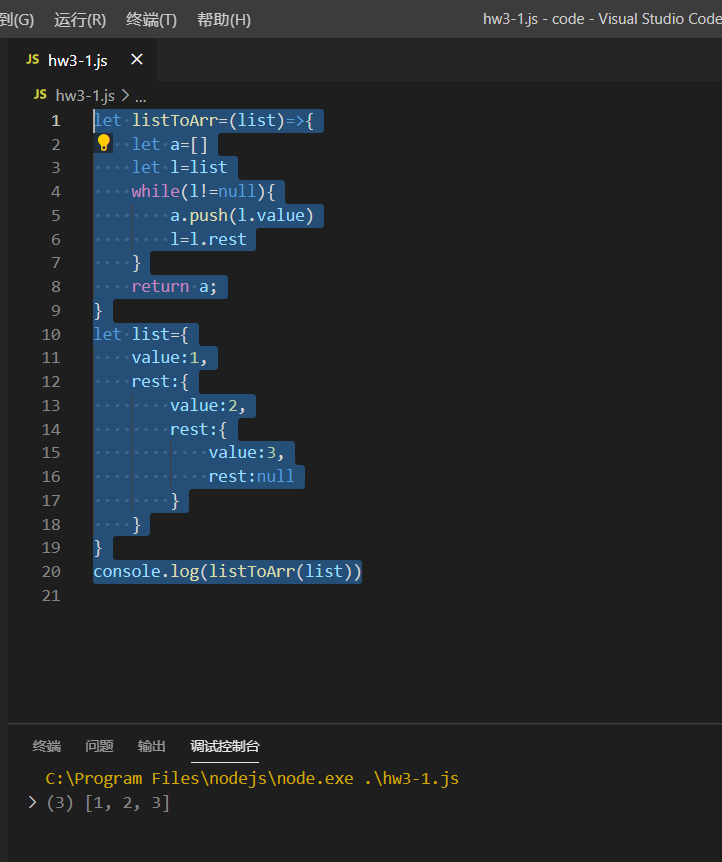 到(G) 运行(R) 终端(T) 帮助(H) hw3-1.js - code - Visual Studio Code
JS hw3-1.js ×
JS hw3-1.js > ...
1 let listToArr=(list)=>{
2     let a=[]
3     let l=list
4     while(l!=null){
5         a.push(l.value)
6         l=l.rest
7     }
8     return a;
9 }
10 let list={
11     value:1,
12     rest:{
13         value:2,
14         rest:{
15             value:3,
16             rest:null
17         }
18     }
19 }
20 console.log(listToArr(list))
21
终端 问题 输出 调试控制台
C:\Program Files\nodejs\node.exe .\hw3-1.js
> (3) [1, 2, 3]